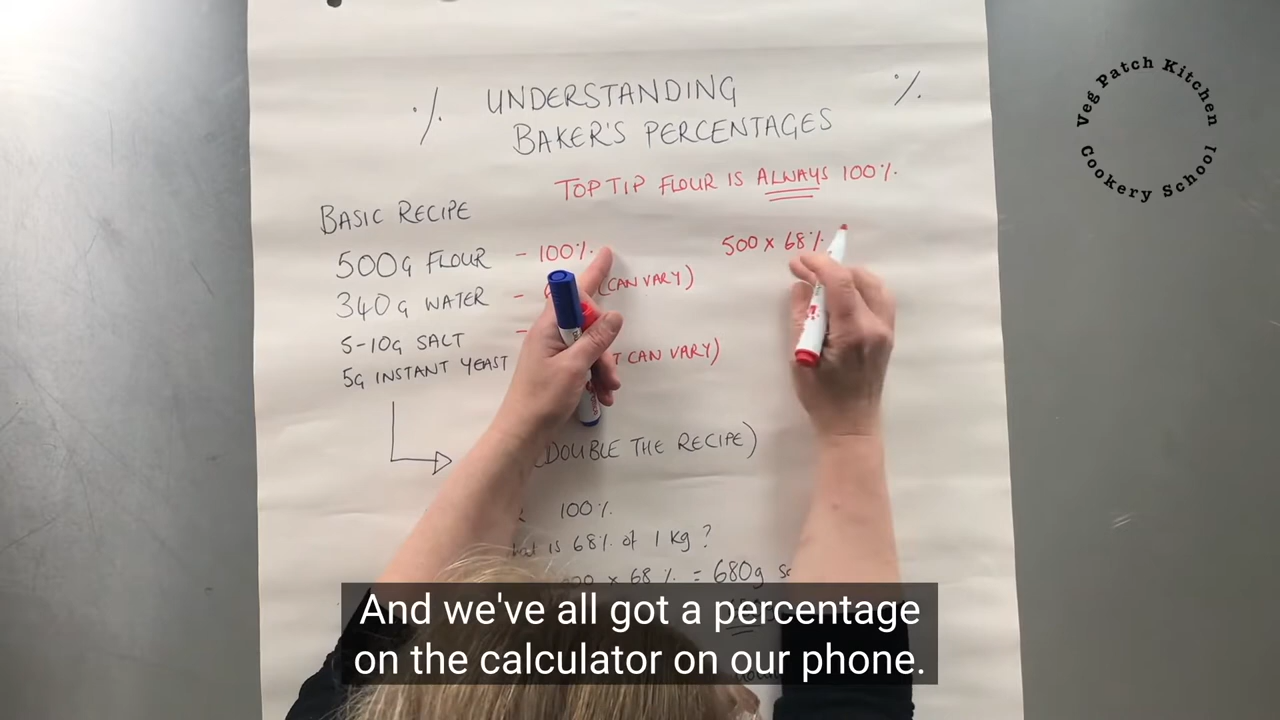 Veg Patch Kitchen
Cookery School
% UNDERSTANDING %
BAKER'S PERCENTAGES
TOP TIP FLOUR IS ALWAYS 100%.
BASIC RECIPE
500G FLOUR - 100%.
500 x 68%
340G WATER - (CAN VARY)
5-10G SALT -
5G INSTANT YEAST T CAN VARY)
(DOUBLE THE RECIPE)
100%.
is 68% of 1 Kg?
x 68% = 680g
And we've all got a percentage
on the calculator on our phone.